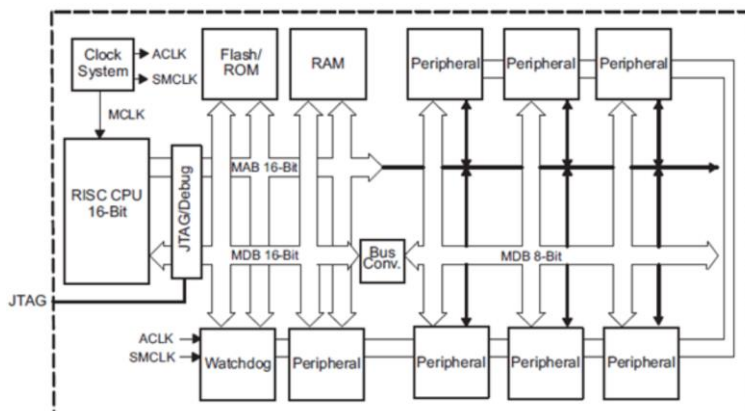 Clock
System
ACLK
SMCLK
MCLK
Flash/
ROM
RAM
Peripheral
Peripheral
Peripheral
RISC CPU
16-Bit
JTAG/Debug
MAB 16-Bit
MDB 16-Bit
Bus
Conv.
MDB 8-Bit
JTAG
ACLK
SMCLK
Watchdog
Peripheral
Peripheral
Peripheral
Peripheral